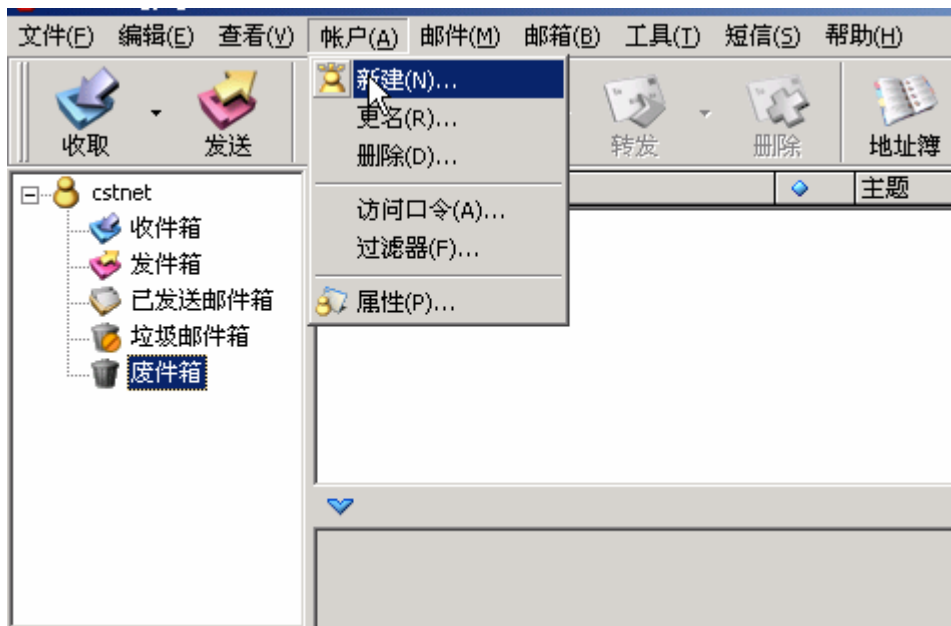 文件(F) 编辑(E) 查看(V) 帐户(A) 邮件(M) 邮箱(B) 工具(T) 短信(S) 帮助(H)
新建(N)...
更名(R)...
删除(D)...
访问口令(A)...
过滤器(F)...
属性(P)...
收取 发送 转发 删除 地址簿
主题
cstnet
收件箱
发件箱
已发送邮件箱
垃圾邮件箱
废件箱